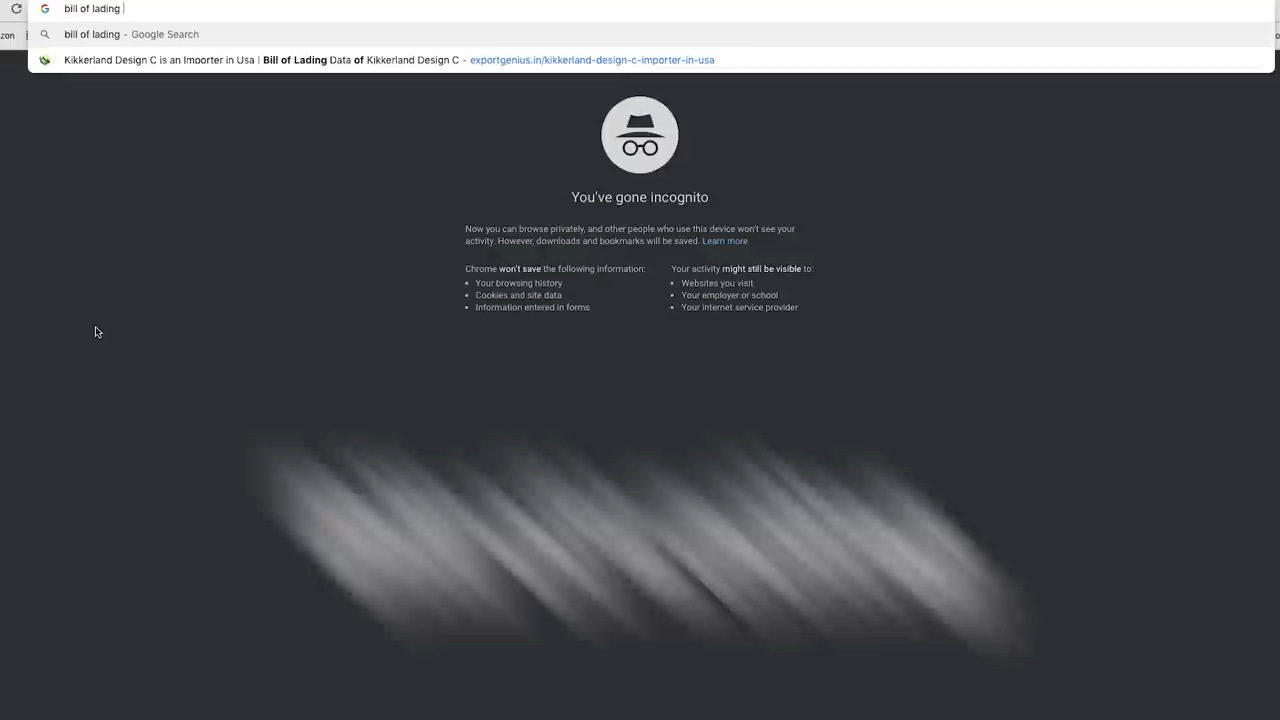 bill of lading
zon
bill of lading - Google Search
Kikkerland Design C is an Importer in Usa | Bill of Lading Data of Kikkerland Design C - exportgenius.in/kikkerland-design-c-importer-in-usa
You've gone incognito
Now you can browse privately, and other people who use this device won't see your
activity. However, downloads and bookmarks will be saved. Learn more
Chrome won't save the following information:
Your browsing history
Cookies and site data
Information entered in forms
Your activity might still be visible to:
Websites you visit
Your employer or school
Your internet service provider